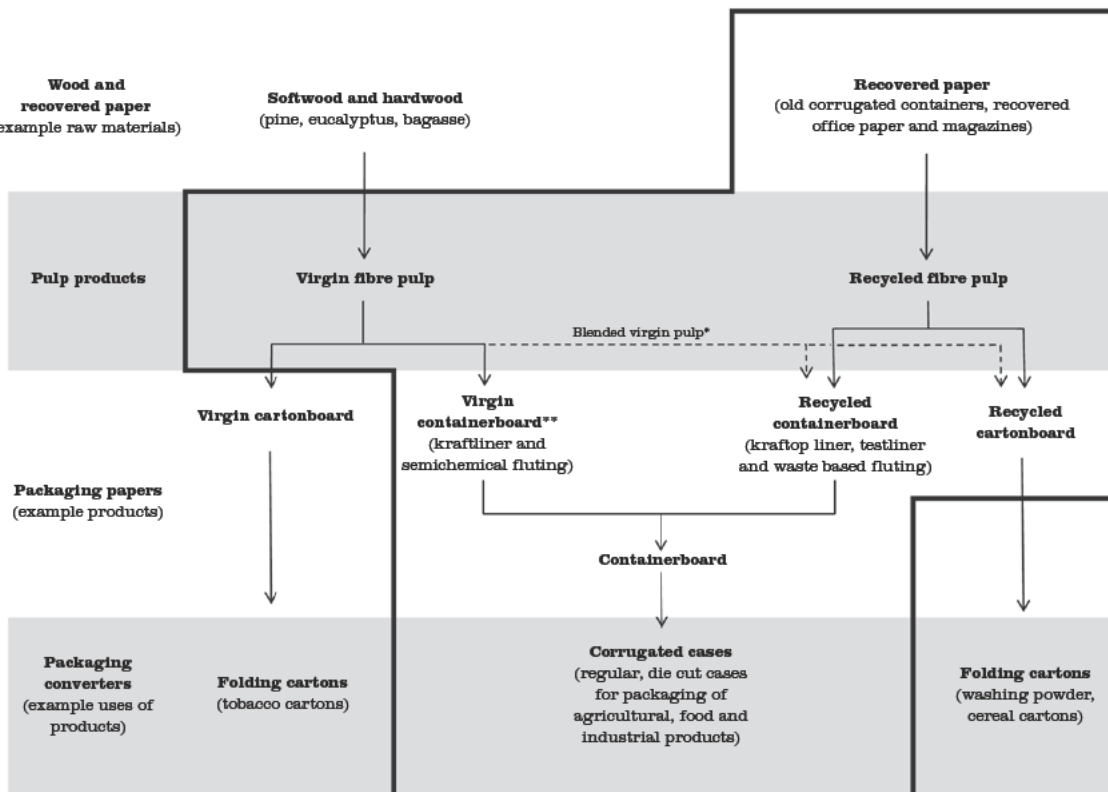 Wood and
recovered paper
example raw materials)
Softwood and hardwood
(pine, eucalyptus, bagasse)
Recovered paper
(old corrugated containers, recovered
office paper and magazines)
Pulp products
Virgin fibre pulp
Recycled fibre pulp
Blended virgin pulp*
Virgin cartonboard
Virgin
containerboard**
(kraftliner and
semichemical fluting)
Recycled
containerboard
(kraftop liner, testliner
and waste based fluting)
Recycled
cartonboard
Packaging papers
(example products)
Containerboard
Packaging
converters
(example uses of
products)
Folding cartons
(tobacco cartons)
Corrugated cases
(regular, die cut cases
for packaging of
agricultural, food and
industrial products)
Folding cartons
(washing powder,
cereal cartons)